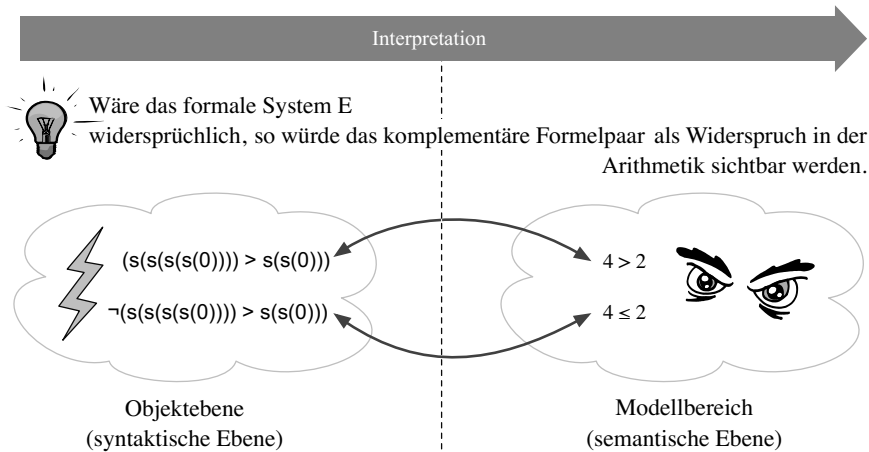 Interpretation
Wäre das formale System E
widersprüchlich, so würde das komplementäre Formelpaar als Widerspruch in der
Arithmetik sichtbar werden.
(s(s(s(s(0)))) > s(s(0))) 4 > 2
¬(s(s(s(s(0)))) > s(s(0))) 4 ≤ 2
Objektebene Modellbereich
(syntaktische Ebene) (semantische Ebene)